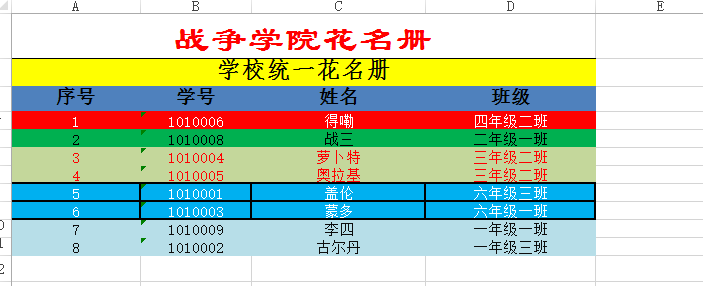 A B C D E
战争学院花名册
学校统一花名册
序号 学号 姓名 班级
1 1010006 得嘞 四年级二班
2 1010008 战三 二年级一班
3 1010004 萝卜特 三年级二班
4 1010005 奥拉基 三年级二班
5 1010001 盖伦 六年级三班
6 1010003 蒙多 六年级一班
7 1010009 李四 一年级一班
8 1010002 古尔丹 一年级三班